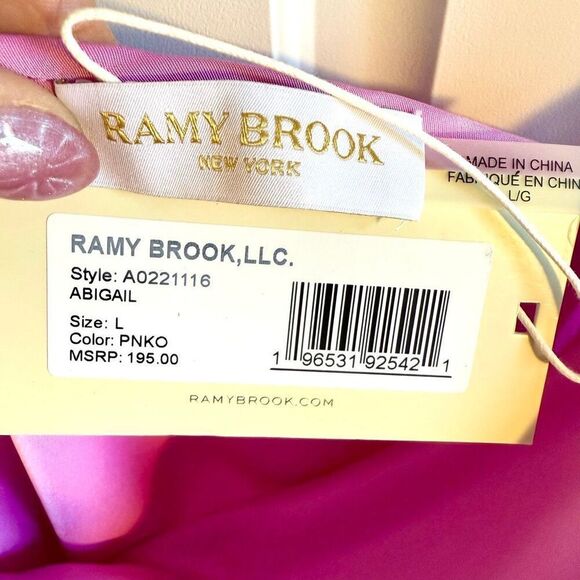 RAMY BROOK
NEW YORK
MADE IN CHINA
FABRIQUÉ EN CHIN
L/G
RAMY BROOK,LLC.
Style: A0221116
ABIGAIL
Size: L
Color: PNKO
MSRP: 195.00
1 96531 92542 1
RAMYBROOK.COM